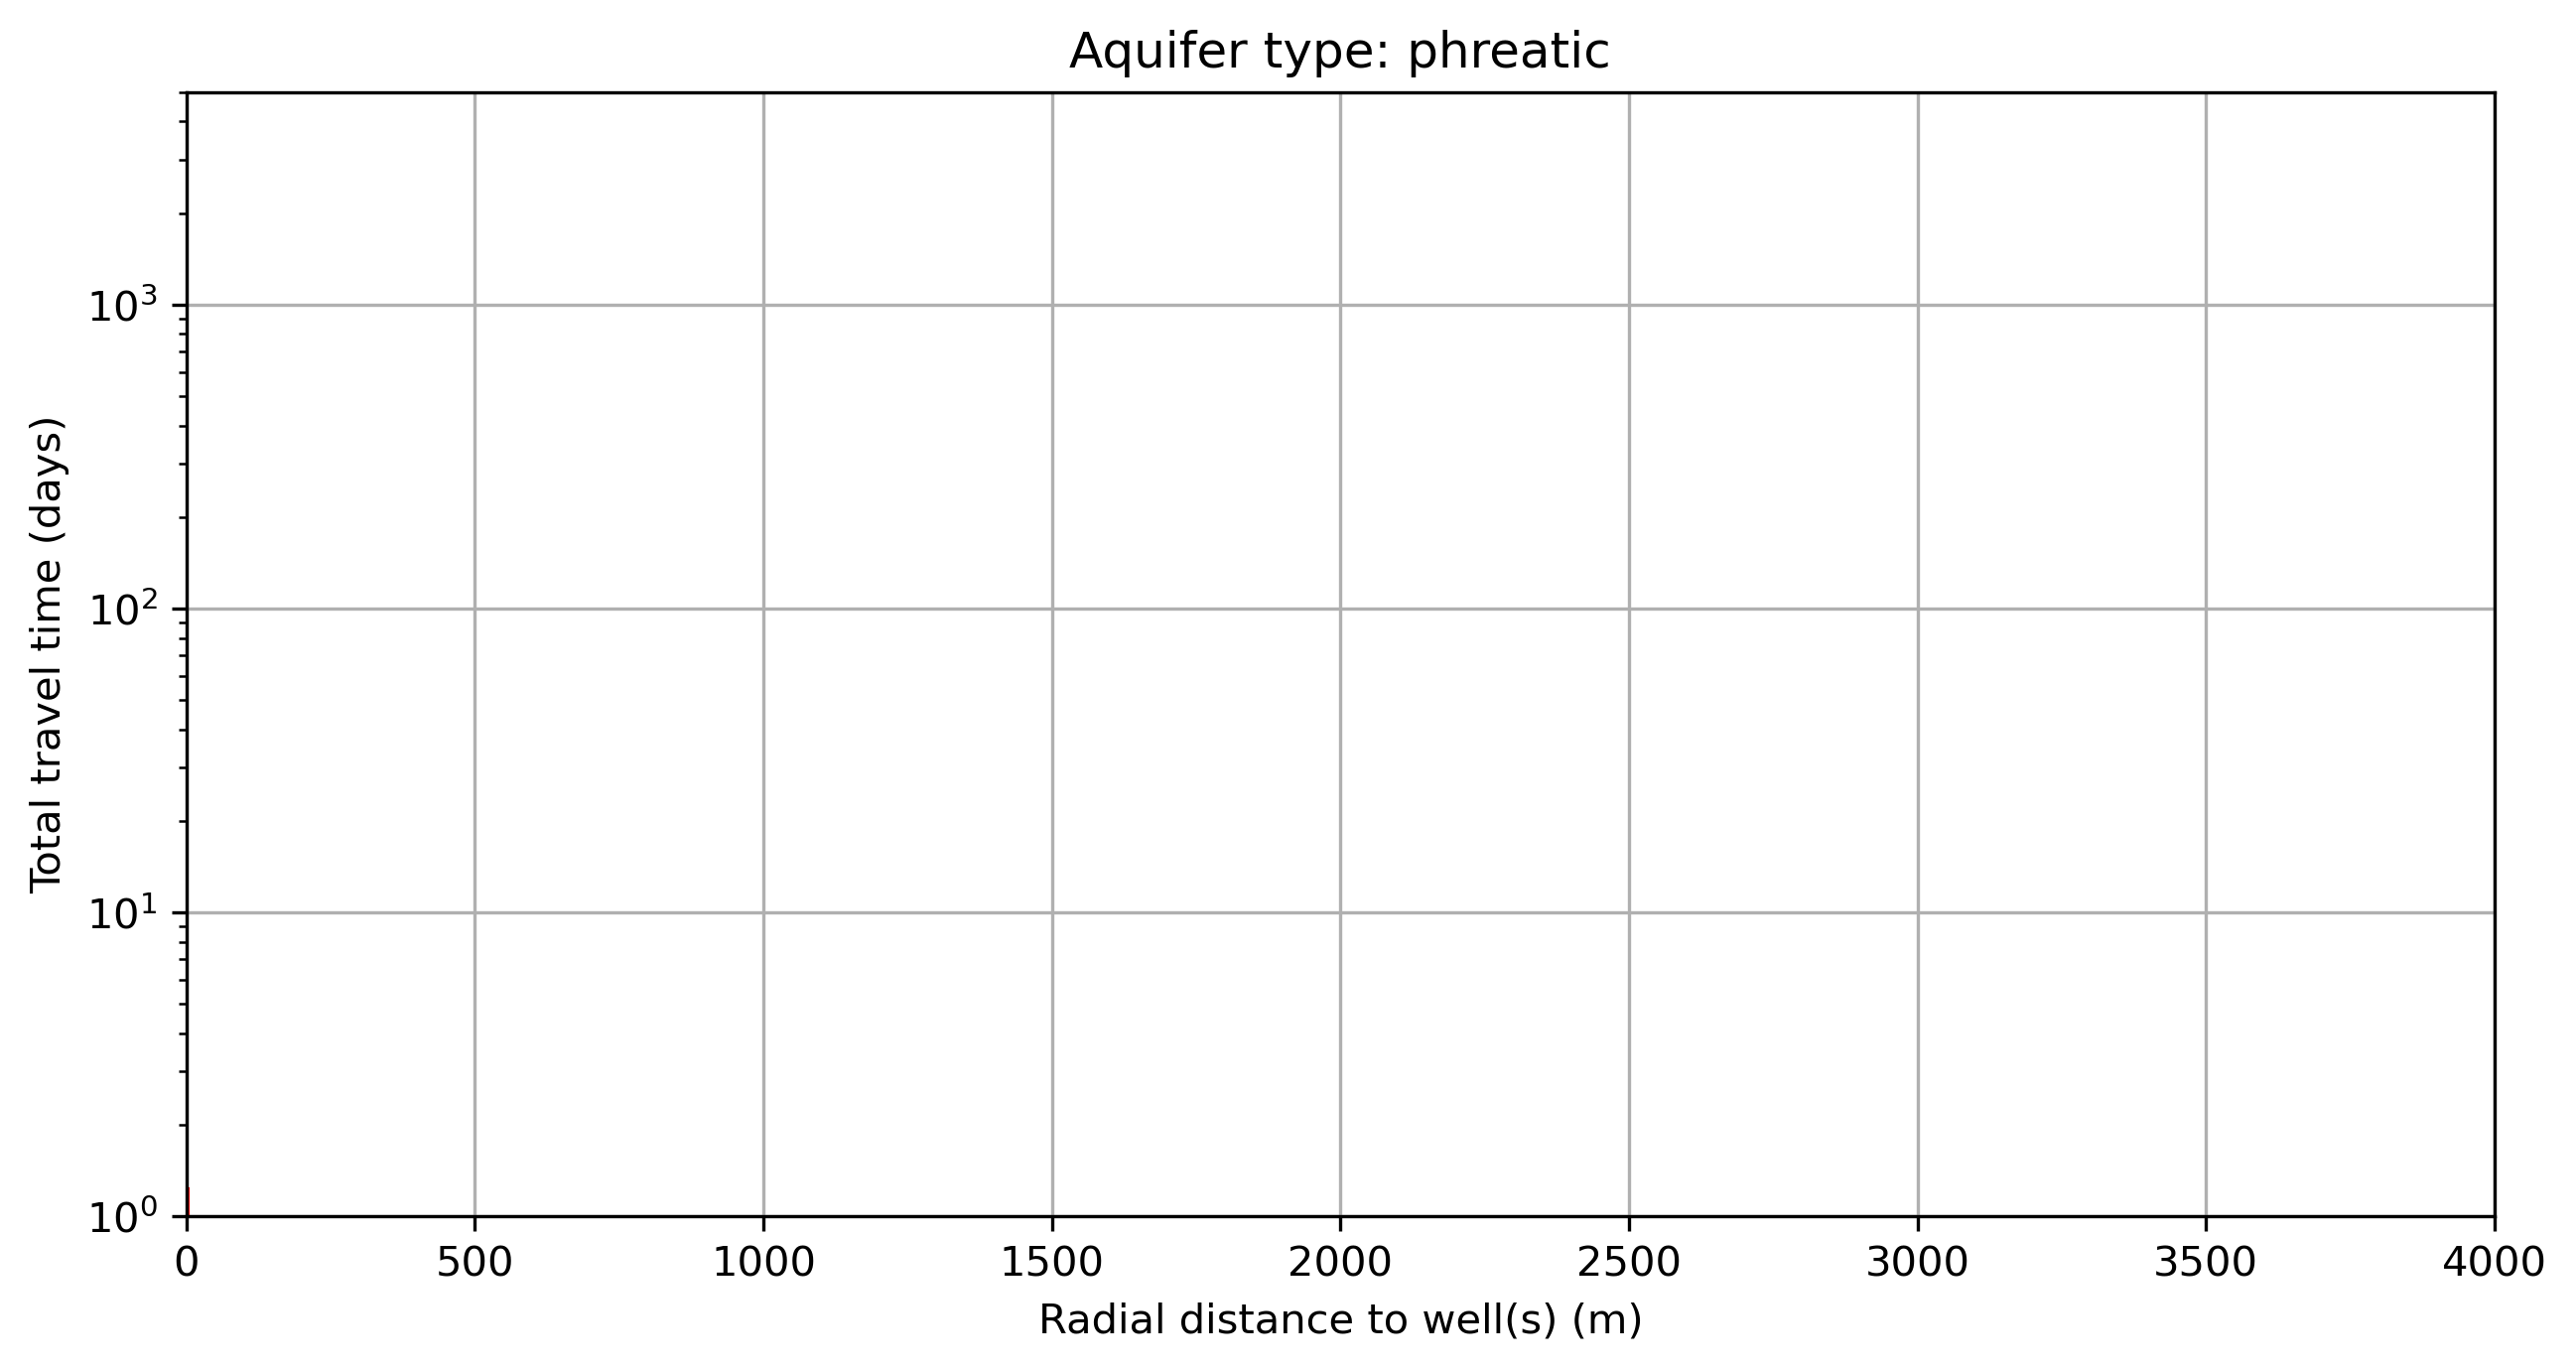 Aquifer type: phreatic
Total travel time (days)
10³
10²
10¹
10⁰
0 500 1000 1500 2000 2500 3000 3500 4000
Radial distance to well(s) (m)